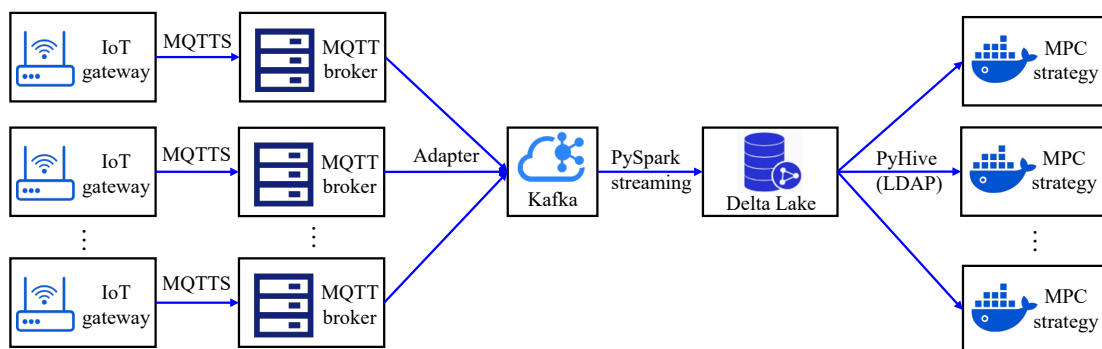 IoT
gateway
MQTTS
MQTT
broker
MPC
strategy
IoT
gateway
MQTTS
MQTT
broker
Adapter
Kafka
PySpark
streaming
Delta Lake
PyHive
(LDAP)
MPC
strategy
IoT
gateway
MQTTS
MQTT
broker
MPC
strategy